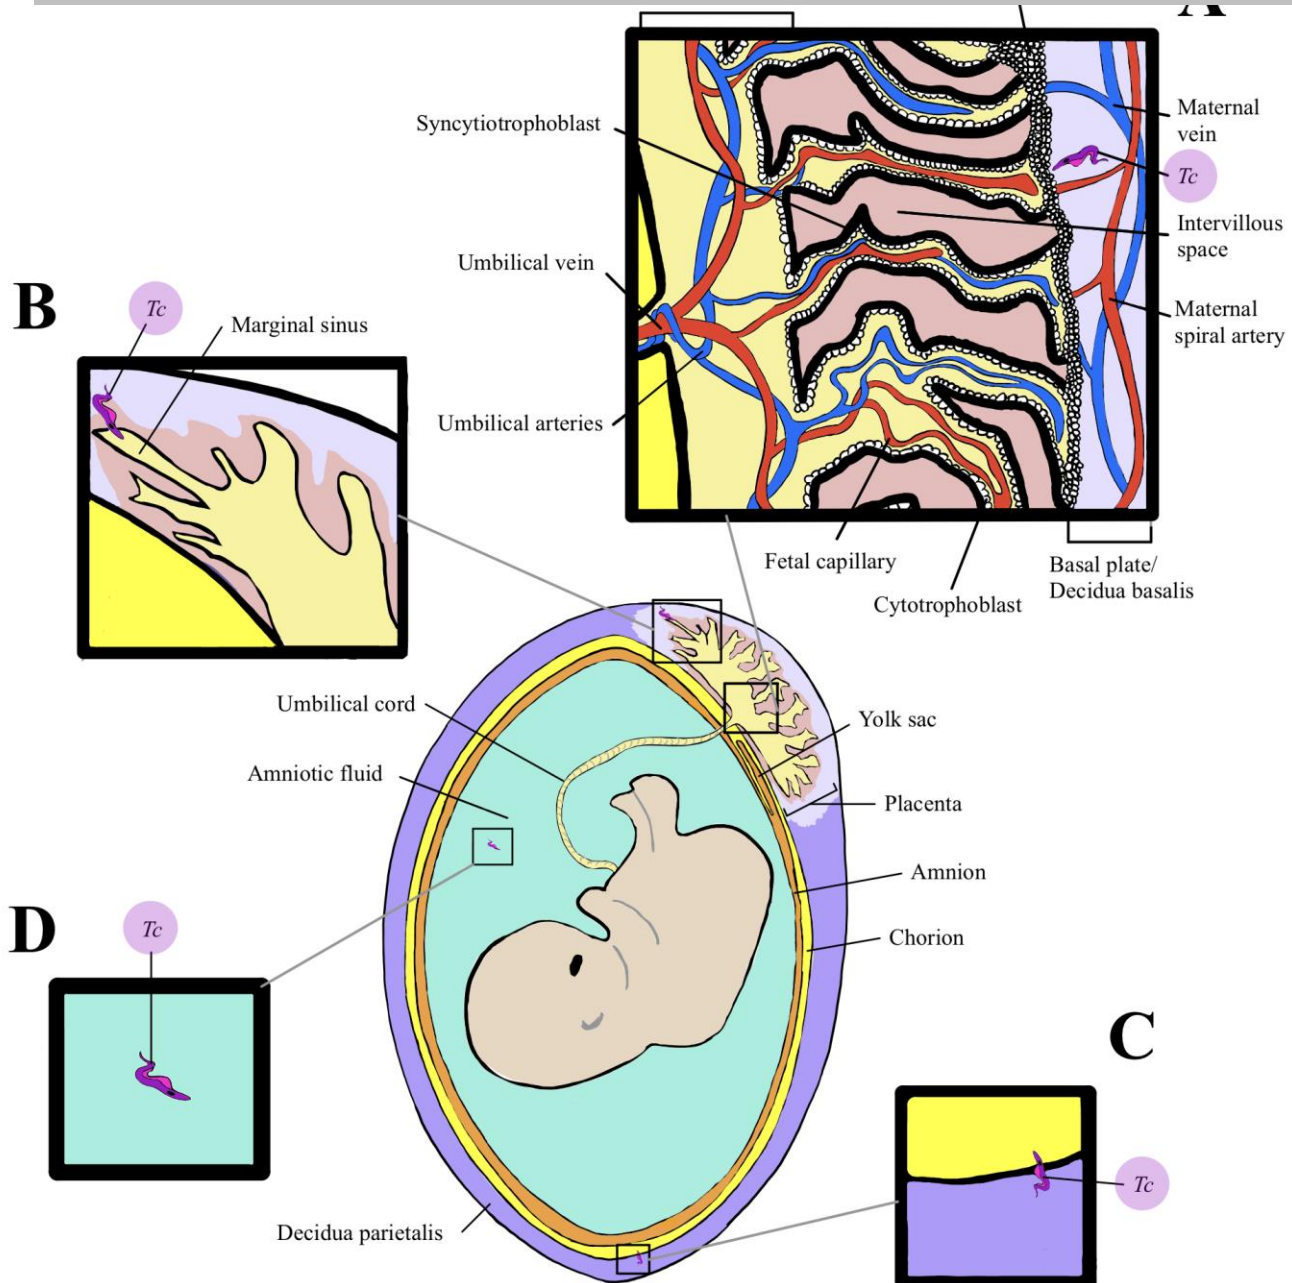 A
Syncytiotrophoblast
Maternal
vein
Tc
Intervillous
space
Umbilical vein
Maternal
spiral artery
B
Tc
Marginal sinus
Umbilical arteries
Fetal capillary
Basal plate/
Decidua basalis
Cytotrophoblast
Umbilical cord
Yolk sac
Amniotic fluid
Placenta
Amnion
D
Tc
Chorion
C
Tc
Decidua parietalis